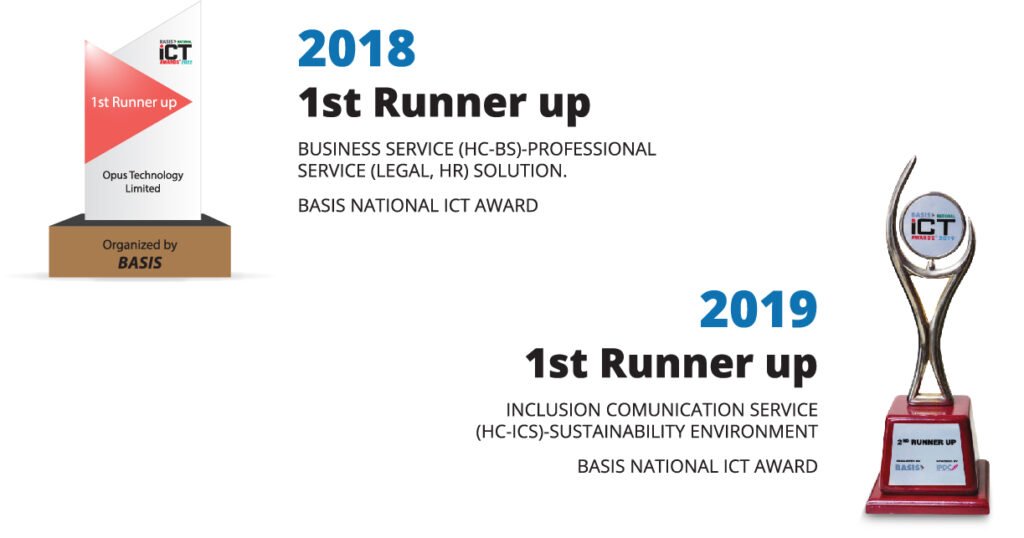 BASIS NATIONAL
ICT
AWARDS
1st Runner up
Opus Technology
Limited
Organized by
BASIS
2018
1st Runner up
BUSINESS SERVICE (HC-BS)-PROFESSIONAL
SERVICE (LEGAL, HR) SOLUTION.
BASIS NATIONAL ICT AWARD
2019
1st Runner up
INCLUSION COMUNICATION SERVICE
(HC-ICS)-SUSTAINABILITY ENVIRONMENT
BASIS NATIONAL ICT AWARD
BASIS NATIONAL
ICT
AWARDS 2019
2ND RUNNER UP
BASIS IPDC